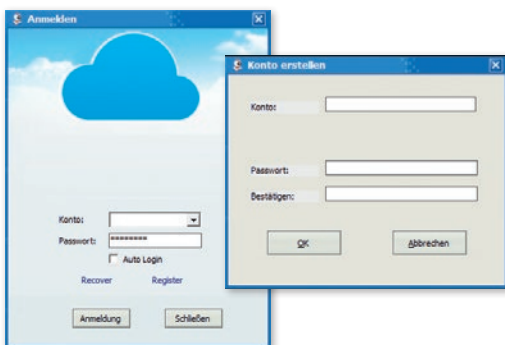 Anmelden
Konto:
Passwort: ********
Auto Login
Recover Register
Anmeldung Schließen
Konto erstellen
Konto:
Passwort:
Bestätigen:
OK Abbrechen